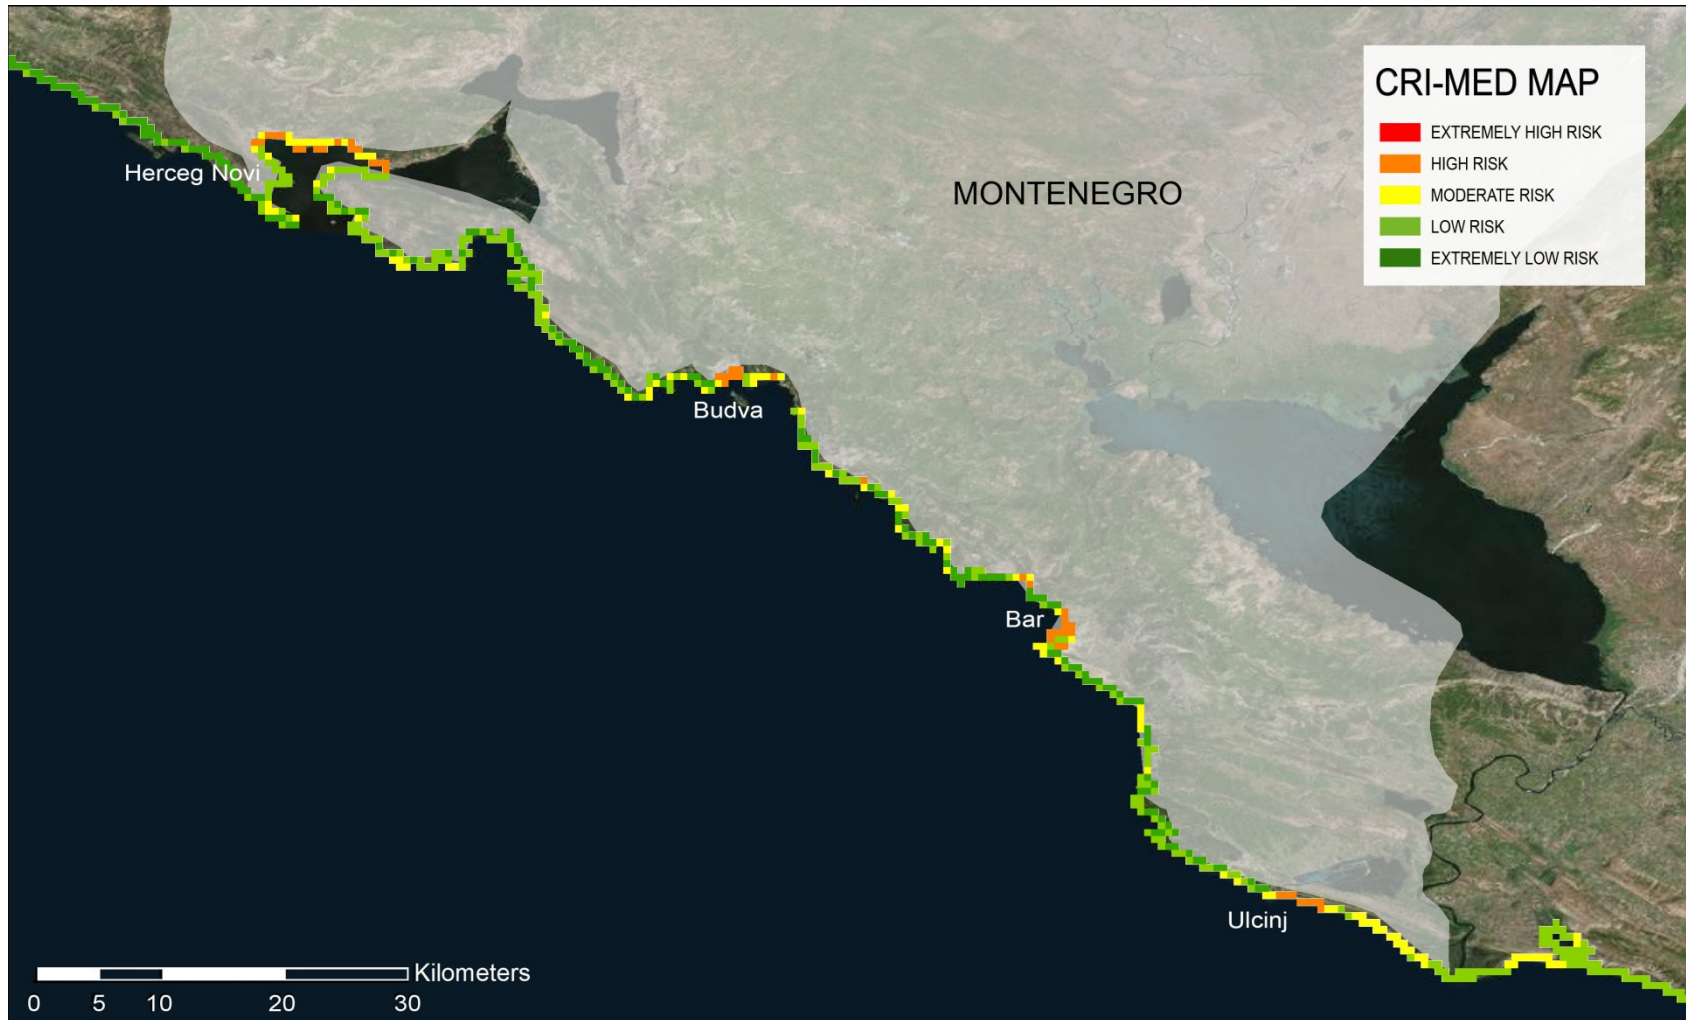 CRI-MED MAP
EXTREMELY HIGH RISK
HIGH RISK
MODERATE RISK
LOW RISK
EXTREMELY LOW RISK
Herceg Novi
MONTENEGRO
Budva
Bar
Ulcinj
Kilometers
0 5 10 20 30